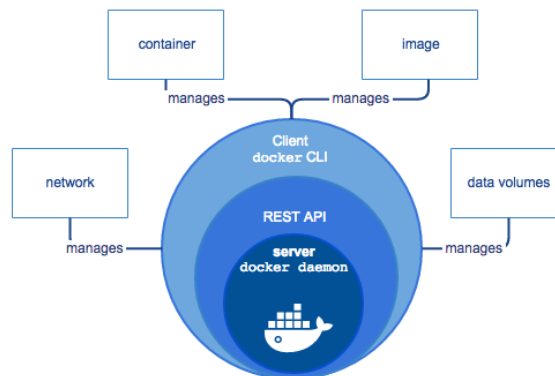 container
image
manages
manages
Client
docker CLI
network
data volumes
REST API
manages
server
manages
docker daemon